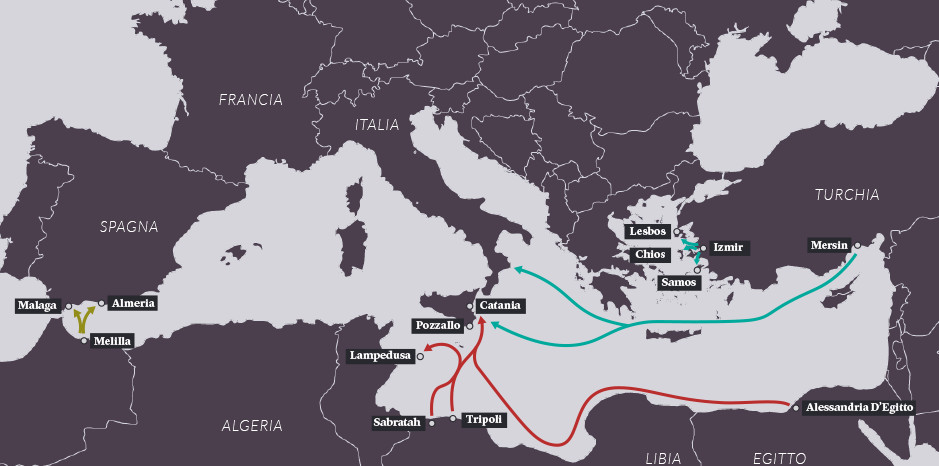 FRANCIA
ITALIA
TURCHIA
SPAGNA
Lesbos
Izmir
Mersin
Chios
Samos
Malaga
Almeria
Catania
Pozzallo
Melilla
Lampedusa
Alessandria D'Egitto
Sabratah
Tripoli
ALGERIA
LIBIA
EGITTO